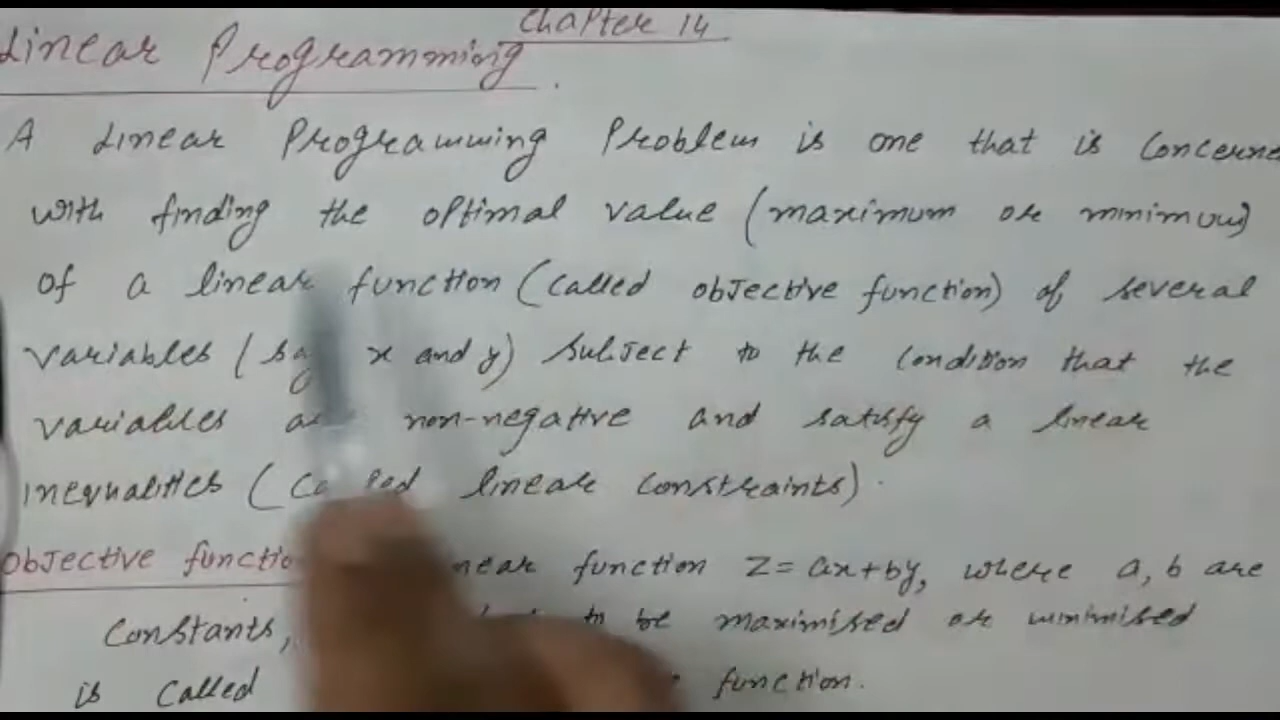 Chapter 14
Linear Programming
A Linear Programming Problem is one that is Concerne
with finding the optimal value (maximum or minimum)
of a linear function (called objective function) of several
variables ( x and y) subject to the condition that the
variables non-negative and satisfy a linear
inequalities ( linear constraints).
Objective function z = ax+by, where a, b are
Constants, to be maximised or minimised
is called function.